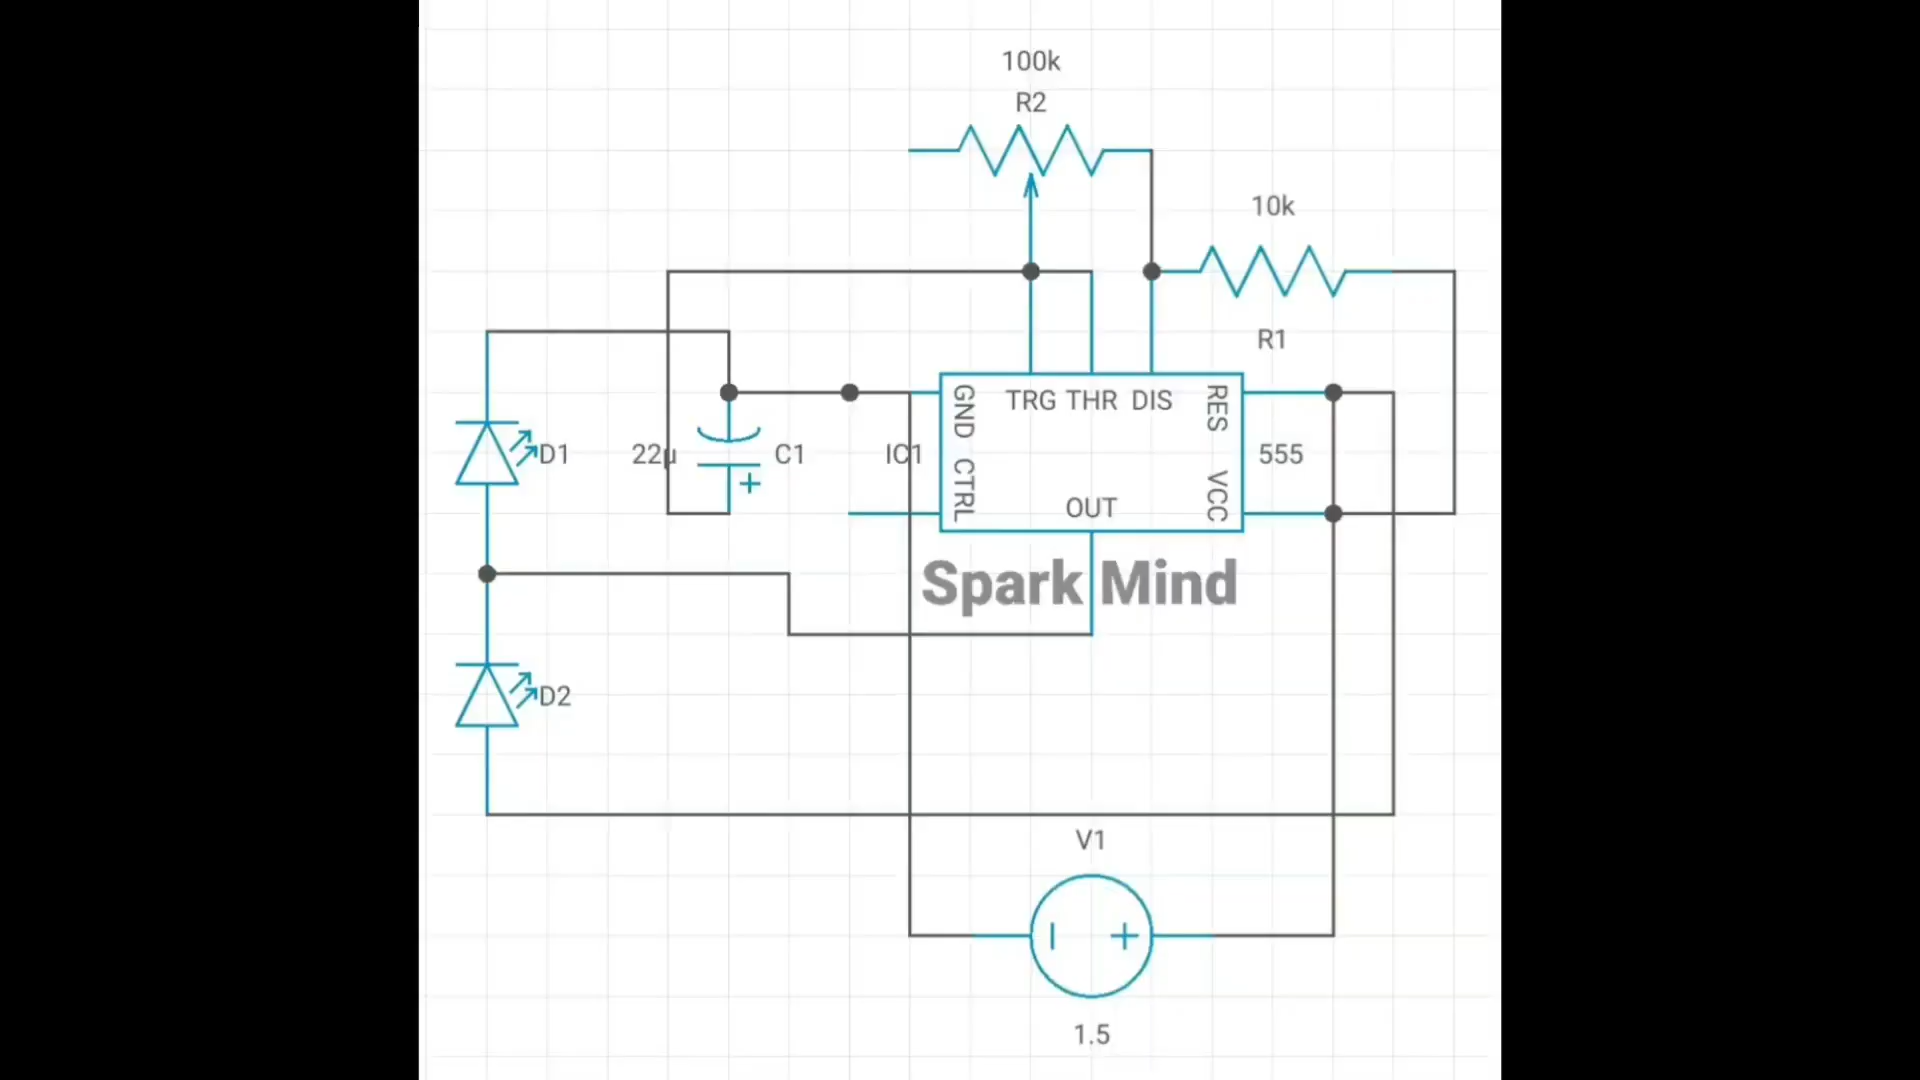 100k
R2
10k
R1
GND
TRG THR DIS
RES
D1
22µ
C1
IC1
CTRL
OUT
VCC
555
Spark Mind
D2
V1
1.5